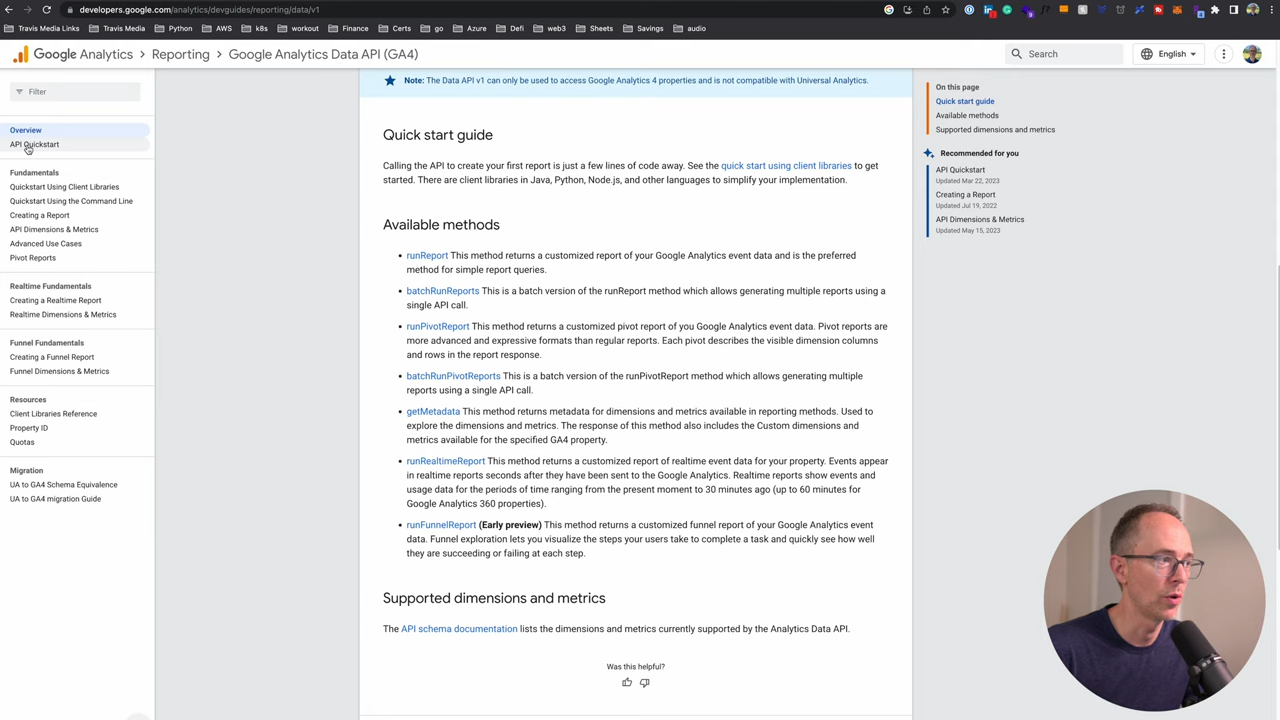 developers.google.com/analytics/devguides/reporting/data/v1
Travis Media Links
Travis Media
Python
AWS
k8s
workout
Finance
Certs
go
Azure
Defi
web3
Sheets
Savings
audio
Google Analytics
Reporting
Google Analytics Data API (GA4)
Search
English
Filter
Overview
API Quickstart
Fundamentals
Quickstart Using Client Libraries
Quickstart Using the Command Line
Creating a Report
API Dimensions & Metrics
Advanced Use Cases
Pivot Reports
Realtime Fundamentals
Creating a Realtime Report
Realtime Dimensions & Metrics
Funnel Fundamentals
Creating a Funnel Report
Funnel Dimensions & Metrics
Resources
Client Libraries Reference
Property ID
Quotas
Migration
UA to GA4 Schema Equivalence
UA to GA4 migration Guide
Note: The Data API v1 can only be used to access Google Analytics 4 properties and is not compatible with Universal Analytics.
Quick start guide
Calling the API to create your first report is just a few lines of code away. See the quick start using client libraries to get
started. There are client libraries in Java, Python, Node.js, and other languages to simplify your implementation.
Available methods
• runReport This method returns a customized report of your Google Analytics event data and is the preferred
method for simple report queries.
• batchRunReports This is a batch version of the runReport method which allows generating multiple reports using a
single API call.
• runPivotReport This method returns a customized pivot report of you Google Analytics event data. Pivot reports are
more advanced and expressive formats than regular reports. Each pivot describes the visible dimension columns
and rows in the report response.
• batchRunPivotReports This is a batch version of the runPivotReport method which allows generating multiple
reports using a single API call.
• getMetadata This method returns metadata for dimensions and metrics available in reporting methods. Used to
explore the dimensions and metrics. The response of this method also includes the Custom dimensions and
metrics available for the specified GA4 property.
• runRealtimeReport This method returns a customized report of realtime event data for your property. Events appear
in realtime reports seconds after they have been sent to the Google Analytics. Realtime reports show events and
usage data for the periods of time ranging from the present moment to 30 minutes ago (up to 60 minutes for
Google Analytics 360 properties).
• runFunnelReport (Early preview) This method returns a customized funnel report of your Google Analytics event
data. Funnel exploration lets you visualize the steps your users take to complete a task and quickly see how well
they are succeeding or failing at each step.
Supported dimensions and metrics
The API schema documentation lists the dimensions and metrics currently supported by the Analytics Data API.
Was this helpful?
On this page
Quick start guide
Available methods
Supported dimensions and metrics
Recommended for you
API Quickstart
Updated Mar 22, 2023
Creating a Report
Updated Jul 19, 2022
API Dimensions & Metrics
Updated May 15, 2023